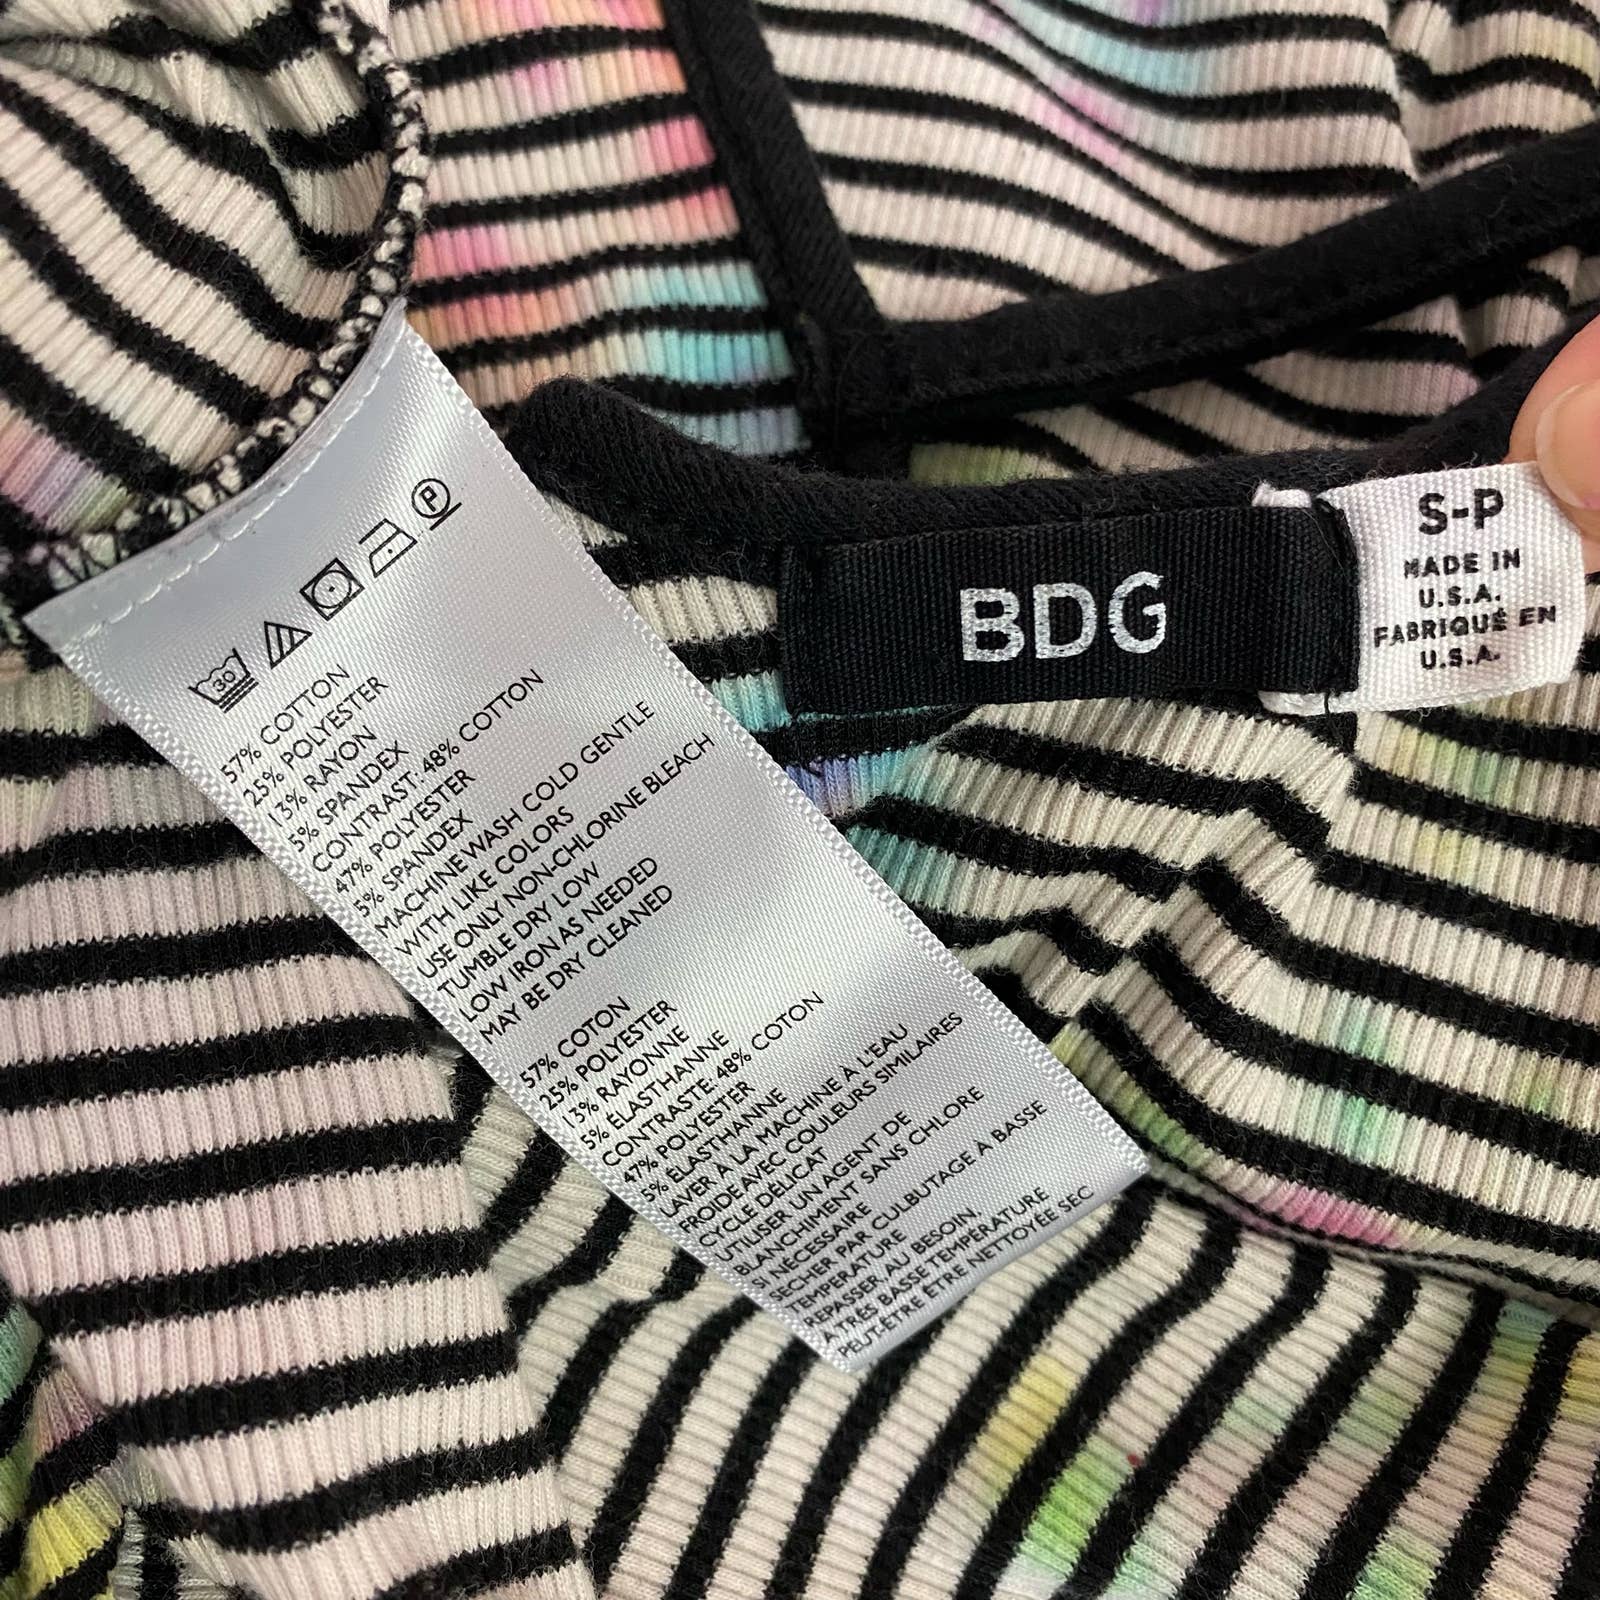 P
30
57% COTTON
25% POLYESTER
13% RAYON
5% SPANDEX
CONTRAST: 48% COTTON
47% POLYESTER
5% SPANDEX
MACHINE WASH COLD GENTLE
WITH LIKE COLORS
USE ONLY NON-CHLORINE BLEACH
TUMBLE DRY LOW
LOW IRON AS NEEDED
MAY BE DRY CLEANED
57% COTON
25% POLYESTER
13% RAYONNE
5% ÉLASTHANNE
CONTRASTE: 48% COTON
47% POLYESTER
5% ÉLASTHANNE
LAVER À LA MACHINE A L'EAU
FROIDE AVEC COULEURS SIMILAIRES
CYCLE DÉLICAT
UTILISER UN AGENT DE
BLANCHIMENT SANS CHLORE
SI NÉCESSAIRE
SECHER PAR CULBUTAGE À BASSE
TEMPERATURE
REPASSER AU BESOIN,
A TRÉS BASSE TEMPÉRATURE
PEUT-ÊTRE ÊTRE NETTOYÉE SEC
BDG
S-P
MADE IN
U.S.A.
FABRIQUÉ EN
U.S.A.